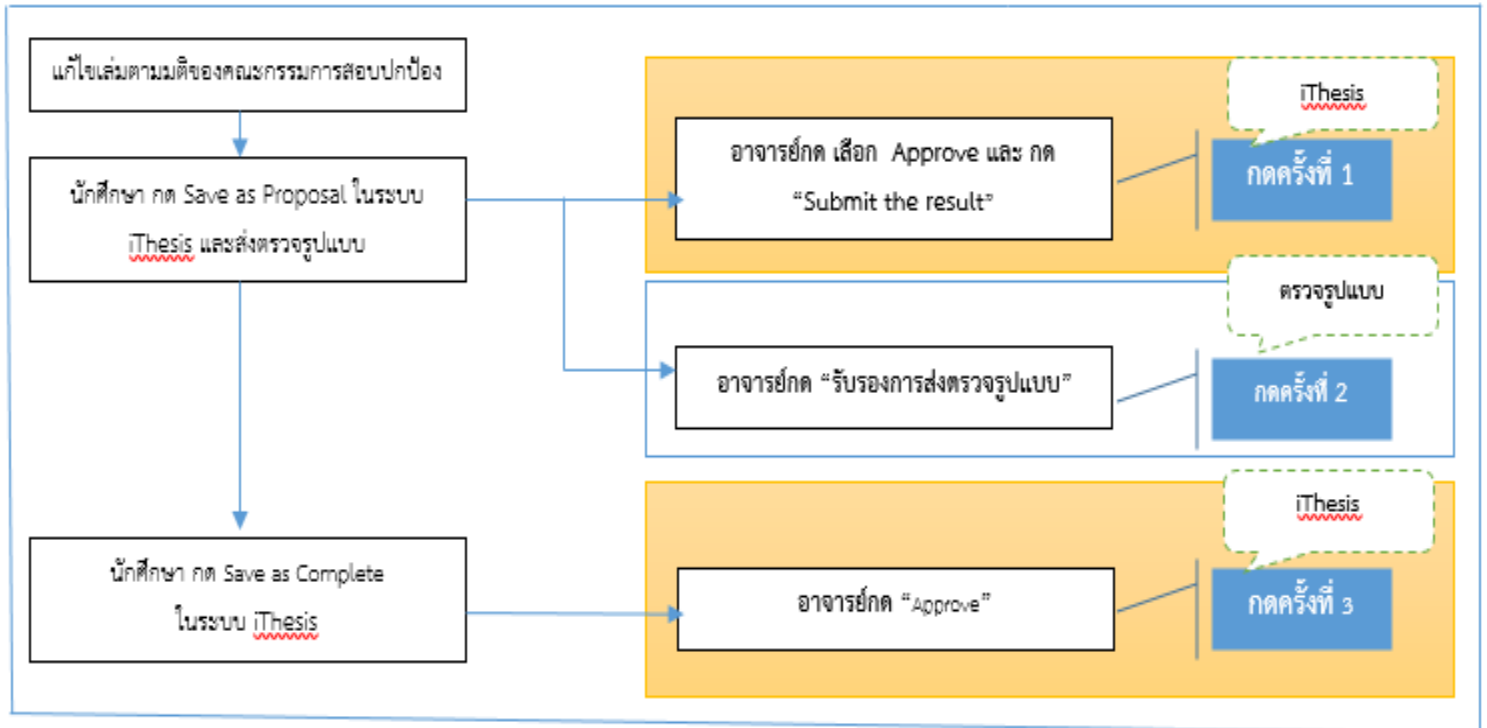 แก้ไขเล่มตามมติของคณะกรรมการสอบปกป้อง
นักศึกษา กด Save as Proposal ในระบบ
iThesis และส่งตรวจรูปแบบ
อาจารย์กด เลือก Approve และ กด
“Submit the result”
iThesis
กดครั้งที่ 1
อาจารย์กด “รับรองการส่งตรวจรูปแบบ”
ตรวจรูปแบบ
กดครั้งที่ 2
นักศึกษา กด Save as Complete
ในระบบ iThesis
อาจารย์กด “Approve”
iThesis
กดครั้งที่ 3